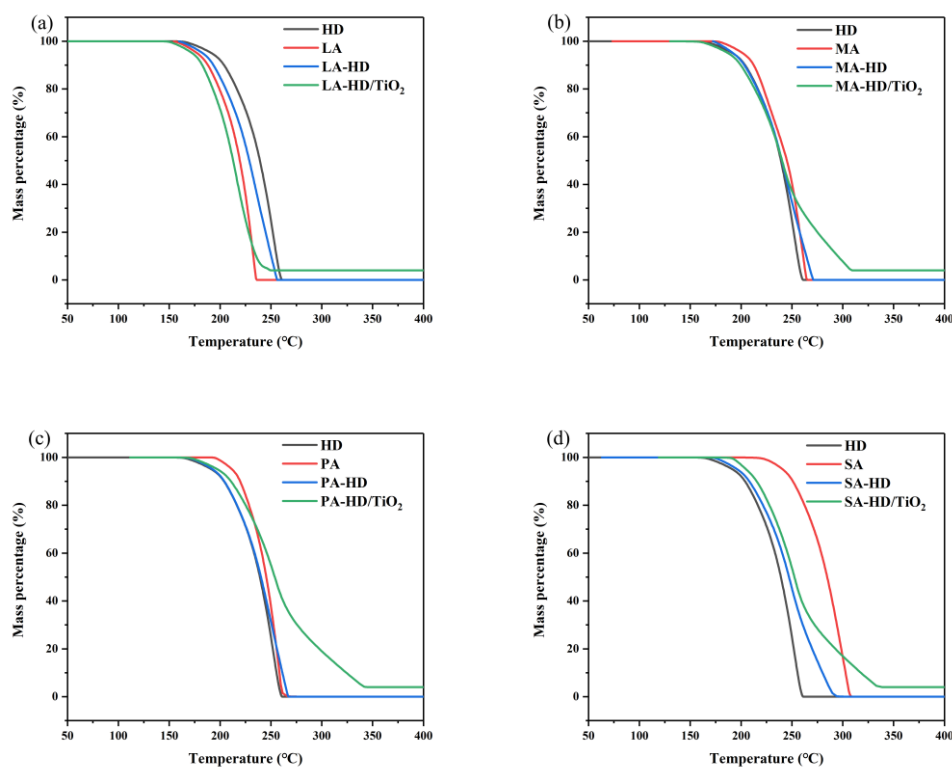 (a)
HD
LA
LA-HD
LA-HD/TiO₂
Mass percentage (%)
100
80
60
40
20
0
50 100 150 200 250 300 350 400
Temperature (°C)
(b)
HD
MA
MA-HD
MA-HD/TiO₂
Mass percentage (%)
100
80
60
40
20
0
50 100 150 200 250 300 350 400
Temperature (°C)
(c)
HD
PA
PA-HD
PA-HD/TiO₂
Mass percentage (%)
100
80
60
40
20
0
50 100 150 200 250 300 350 400
Temperature (°C)
(d)
HD
SA
SA-HD
SA-HD/TiO₂
Mass percentage (%)
100
80
60
40
20
0
50 100 150 200 250 300 350 400
Temperature (°C)